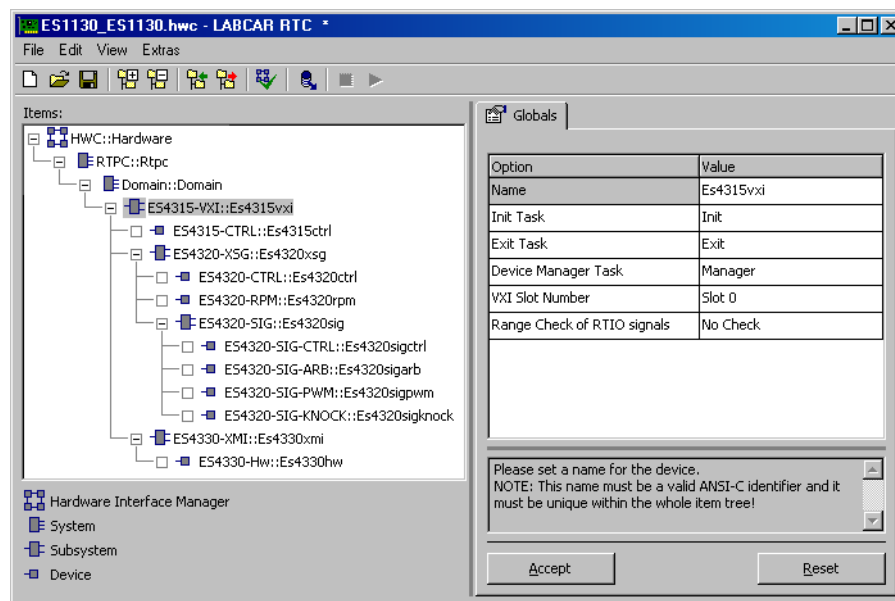 ES1130_ES1130.hwc - LABCAR RTC *
File Edit View Extras
Items:
HWC::Hardware
RTPC::Rtpc
Domain::Domain
ES4315-VXI::Es4315vxi
ES4315-CTRL::Es4315ctrl
ES4320-XSG::Es4320xsg
ES4320-CTRL::Es4320ctrl
ES4320-RPM::Es4320rpm
ES4320-SIG::Es4320sig
ES4320-SIG-CTRL::Es4320sigctrl
ES4320-SIG-ARB::Es4320sigarb
ES4320-SIG-PWM::Es4320sigpwm
ES4320-SIG-KNOCK::Es4320sigknock
ES4330-XMI::Es4330xmi
ES4330-Hw::Es4330hw
Hardware Interface Manager
System
Subsystem
Device
Globals
Option Value
Name Es4315vxi
Init Task Init
Exit Task Exit
Device Manager Task Manager
VXI Slot Number Slot 0
Range Check of RTIO signals No Check
Please set a name for the device.
NOTE: This name must be a valid ANSI-C identifier and it
must be unique within the whole item tree!
Accept Reset